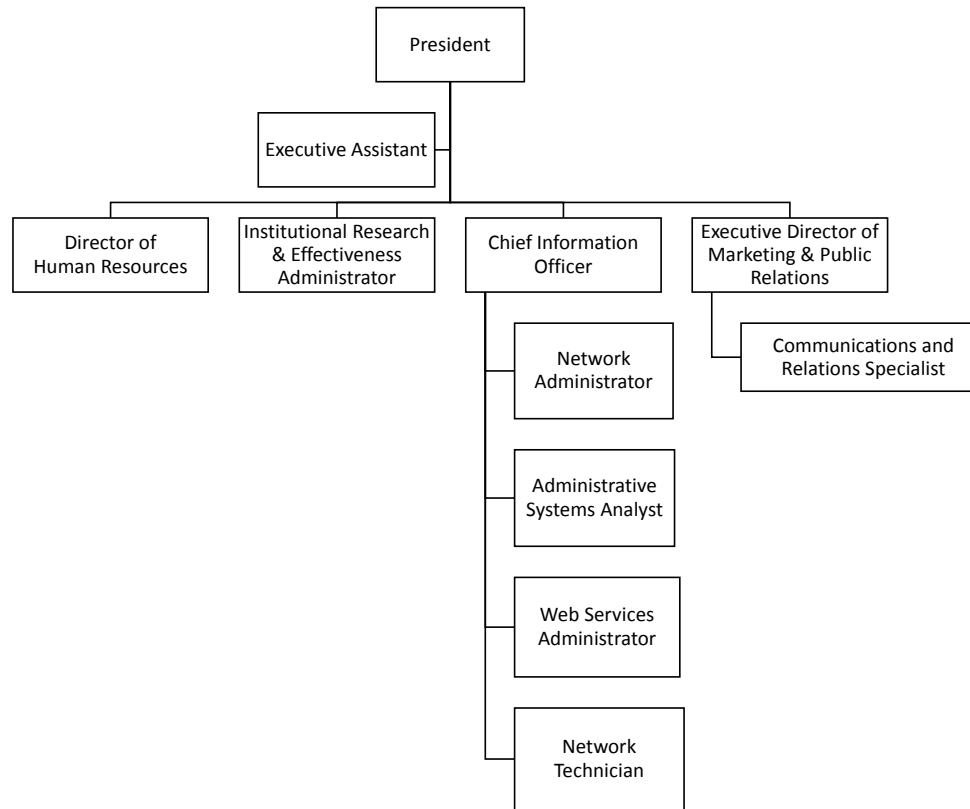 President
Executive Assistant
Director of
Human Resources
Institutional Research
& Effectiveness
Administrator
Chief Information
Officer
Executive Director of
Marketing & Public
Relations
Network
Administrator
Communications and
Relations Specialist
Administrative
Systems Analyst
Web Services
Administrator
Network
Technician